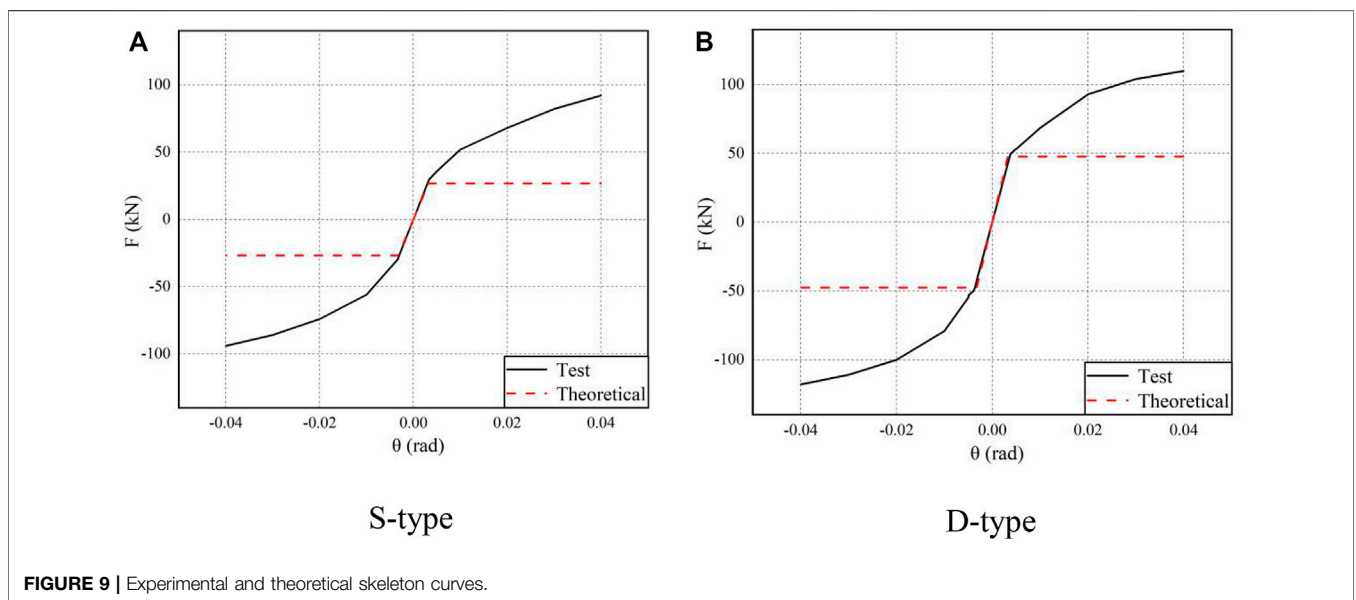 A
100
50
0
-50
-100
F (kN)
-0.04 -0.02 0.00 0.02 0.04
θ (rad)
Test
Theoretical
S-type
B
100
50
0
-50
-100
F (kN)
-0.04 -0.02 0.00 0.02 0.04
θ (rad)
Test
Theoretical
D-type
FIGURE 9 | Experimental and theoretical skeleton curves.